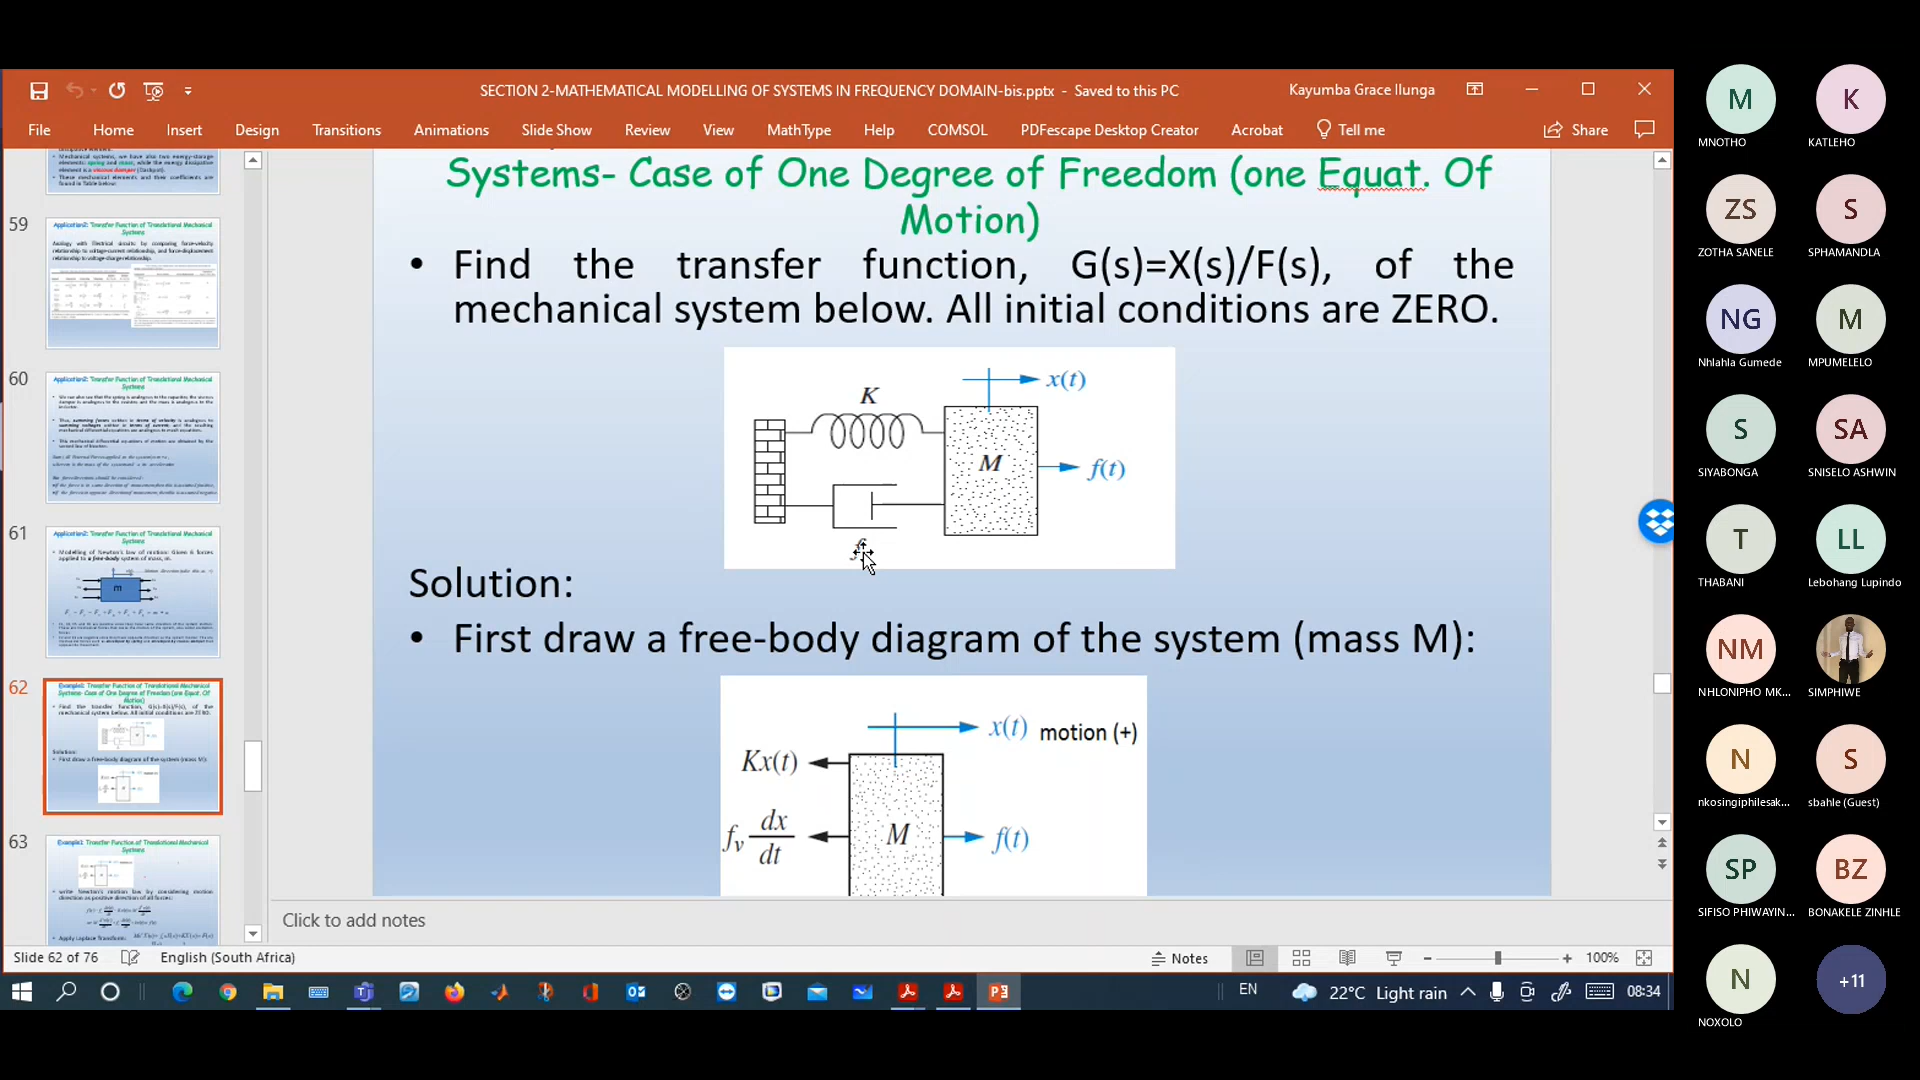 SECTION 2-MATHEMATICAL MODELLING OF SYSTEMS IN FREQUENCY DOMAIN-bis.pptx - Saved to this PC
Kayumba Grace Ilunga
File Home Insert Design Transitions Animations Slide Show Review View MathType Help COMSOL PDFescape Desktop Creator Acrobat Tell me Share
59
60
61
62
63
Systems- Case of One Degree of Freedom (one Equat. Of
Motion)
• Find the transfer function, G(s)=X(s)/F(s), of the
mechanical system below. All initial conditions are ZERO.
K
x(t)
M
f(t)
Solution:
• First draw a free-body diagram of the system (mass M):
x(t) motion (+)
Kx(t)
fv dx/dt
M
f(t)
Click to add notes
Slide 62 of 76 English (South Africa) Notes 100%
EN 22°C Light rain 08:34
M
MNOTHO
K
KATLEHO
ZS
ZOTHA SANELE
S
SPHAMANDLA
NG
Nhlahla Gumede
M
MPUMELELO
S
SIYABONGA
SA
SNISELO ASHWIN
T
THABANI
LL
Lebohang Lupindo
NM
NHLONIPHO MK...
SIMPHIWE
N
nkosingiphilesak...
S
sbahle (Guest)
SP
SIFISO PHIWAYIN...
BZ
BONAKELE ZINHLE
N
NOXOLO
+11